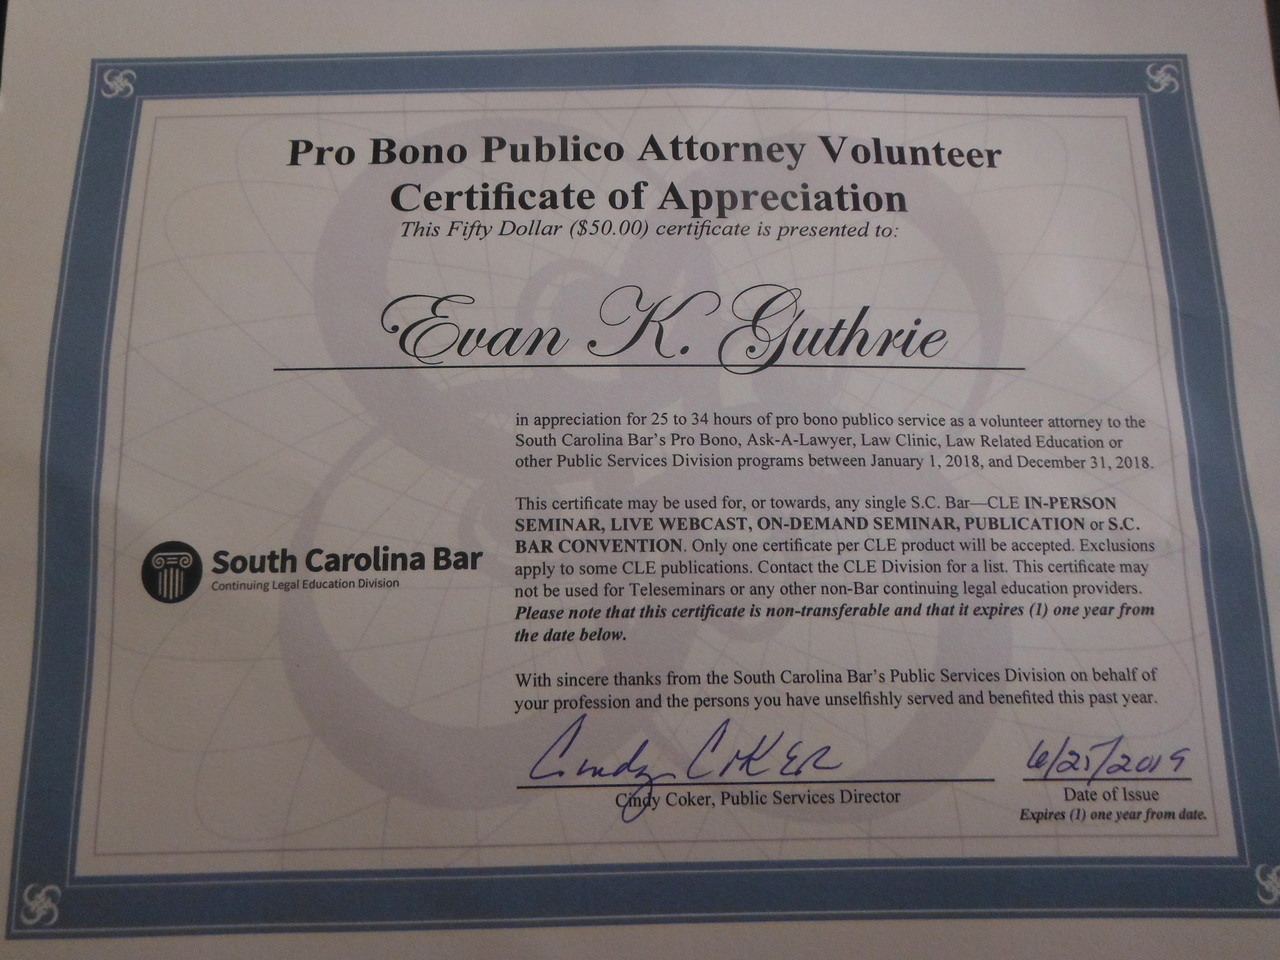 Pro Bono Publico Attorney Volunteer
Certificate of Appreciation
This Fifty Dollar ($50.00) certificate is presented to:
Evan K. Guthrie
in appreciation for 25 to 34 hours of pro bono publico service as a volunteer attorney to the
South Carolina Bar's Pro Bono, Ask-A-Lawyer, Law Clinic, Law Related Education or
other Public Services Division programs between January 1, 2018, and December 31, 2018.
This certificate may be used for, or towards, any single S.C. Bar—CLE IN-PERSON
SEMINAR, LIVE WEBCAST, ON-DEMAND SEMINAR, PUBLICATION or S.C.
BAR CONVENTION. Only one certificate per CLE product will be accepted. Exclusions
apply to some CLE publications. Contact the CLE Division for a list. This certificate may
not be used for Teleseminars or any other non-Bar continuing legal education providers.
Please note that this certificate is non-transferable and that it expires (1) one year from
the date below.
South Carolina Bar
Continuing Legal Education Division
With sincere thanks from the South Carolina Bar's Public Services Division on behalf of
your profession and the persons you have unselfishly served and benefited this past year.
Cindy Coker 6/25/2019
Cindy Coker, Public Services Director
Date of Issue
Expires (1) one year from date.